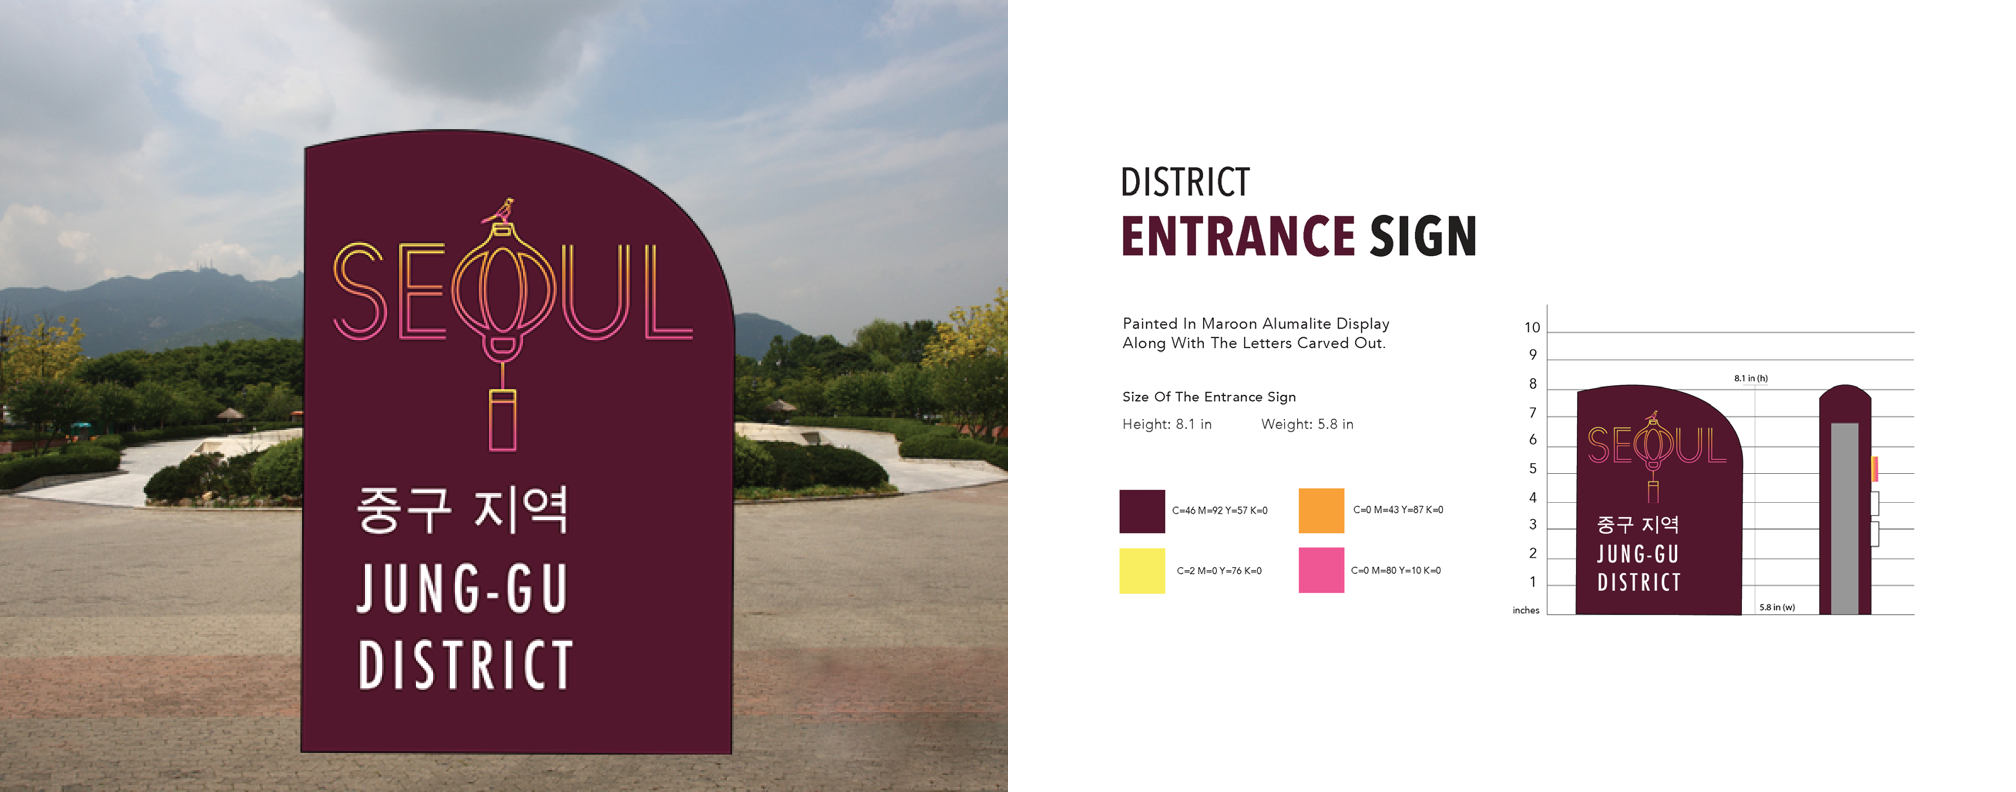 SEOUL
중구 지역
JUNG-GU
DISTRICT
DISTRICT
ENTRANCE SIGN
Painted In Maroon Alumalite Display
Along With The Letters Carved Out.
Size Of The Entrance Sign
Height: 8.1 in
Weight: 5.8 in
C=46 M=92 Y=57 K=0
C=0 M=43 Y=87 K=0
C=2 M=0 Y=76 K=0
C=0 M=80 Y=10 K=0
10
9
8
7
6
5
4
3
2
1
inches
8.1 in (h)
5.8 in (w)
SEOUL
중구 지역
JUNG-GU
DISTRICT